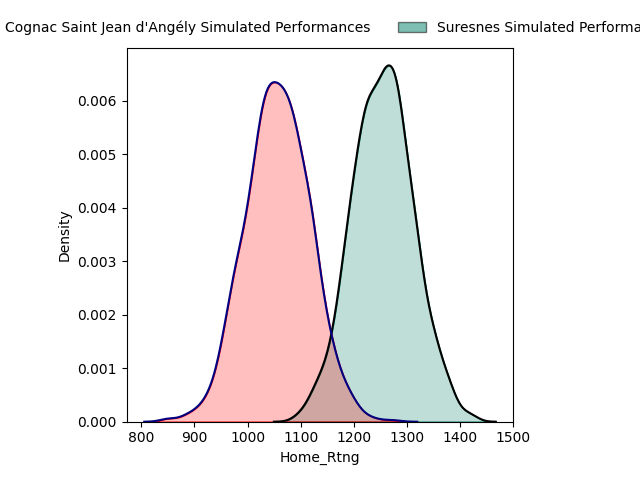 Cognac Saint Jean d'Angély Simulated Performances
Suresnes Simulated Performa
Density
0.006
0.005
0.004
0.003
0.002
0.001
0.000
800 900 1000 1100 1200 1300 1400 1500
Home_Rtng